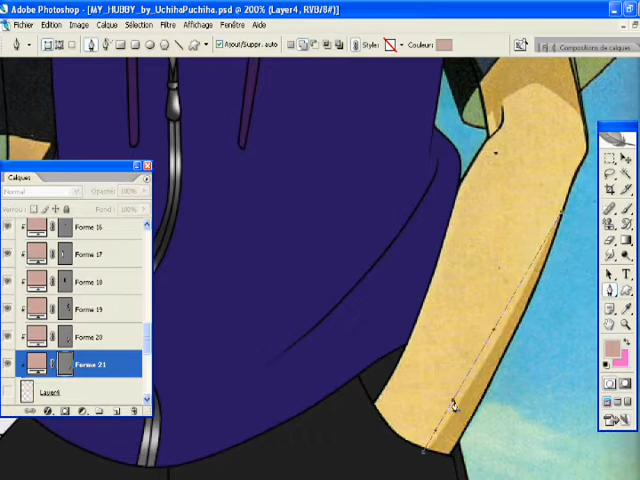 Adobe Photoshop - [MY_HUBBY_by_UchihaPuchiha.psd @ 200% (Layer4, RVB/8#)]
Fichier Edition Image Calque Sélection Filtre Affichage Fenêtre Aide
Ajout/Suppr. auto Style: Couleur: Compositions de calques
Calques
Normal Opacité: 100%
Verrou: Fond: 100%
Forme 16
Forme 17
Forme 18
Forme 19
Forme 20
Forme 21
Layer6